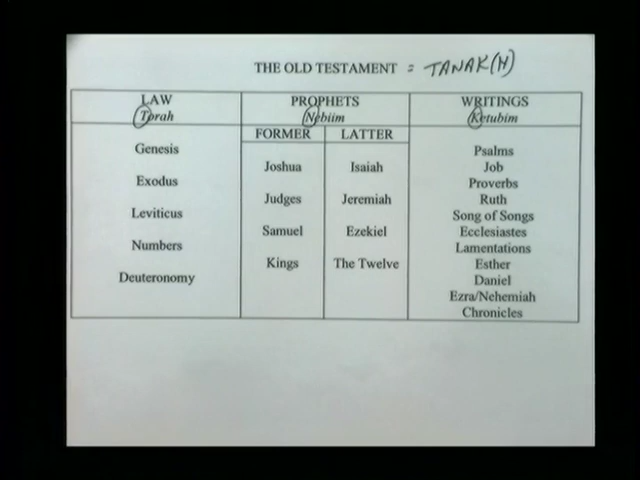 THE OLD TESTAMENT = TANAK(H)
LAW PROPHETS WRITINGS
Torah Nebiim Ketubim
FORMER LATTER
Genesis Psalms
Joshua Isaiah Job
Exodus Proverbs
Judges Jeremiah Ruth
Leviticus Song of Songs
Samuel Ezekiel Ecclesiastes
Numbers Lamentations
Kings The Twelve Esther
Deuteronomy Daniel
Ezra/Nehemiah
Chronicles